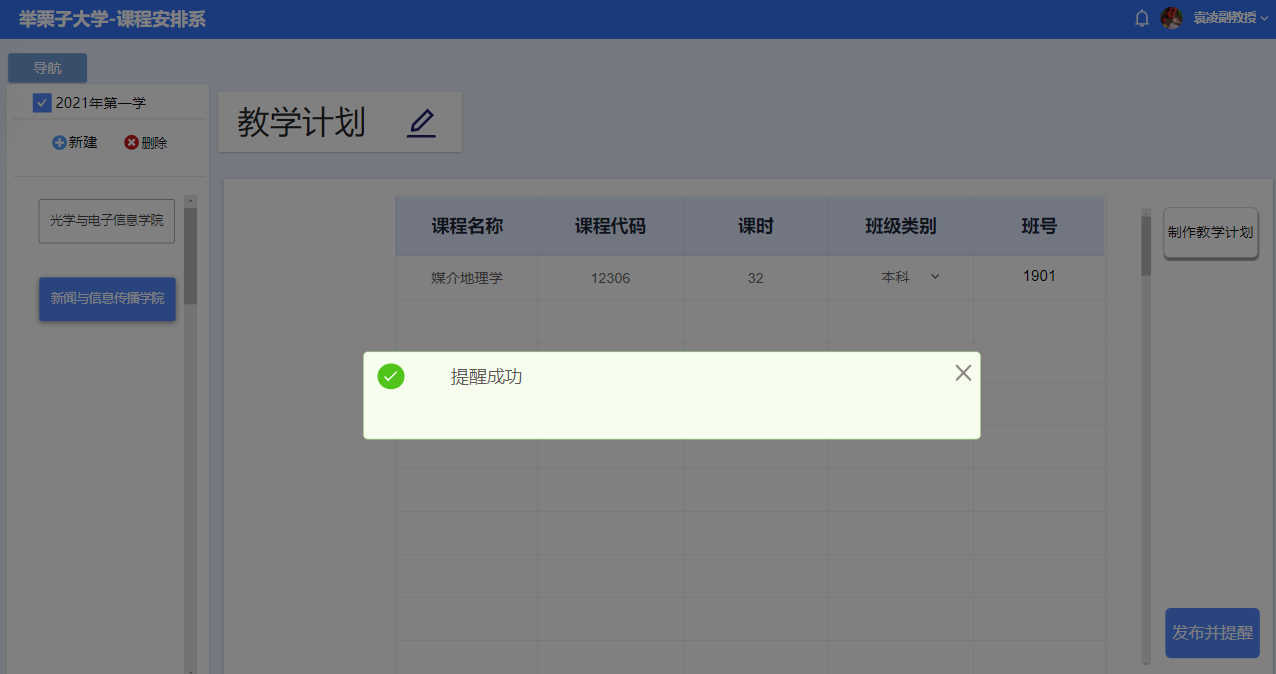 举栗子大学-课程安排系
袁凌副教授
导航
2021年第一学
新建
删除
教学计划
光学与电子信息学院
新闻与信息传播学院
课程名称 课程代码 课时 班级类别 班号
媒介地理学 12306 32 本科 1901
制作教学计划
提醒成功
发布并提醒